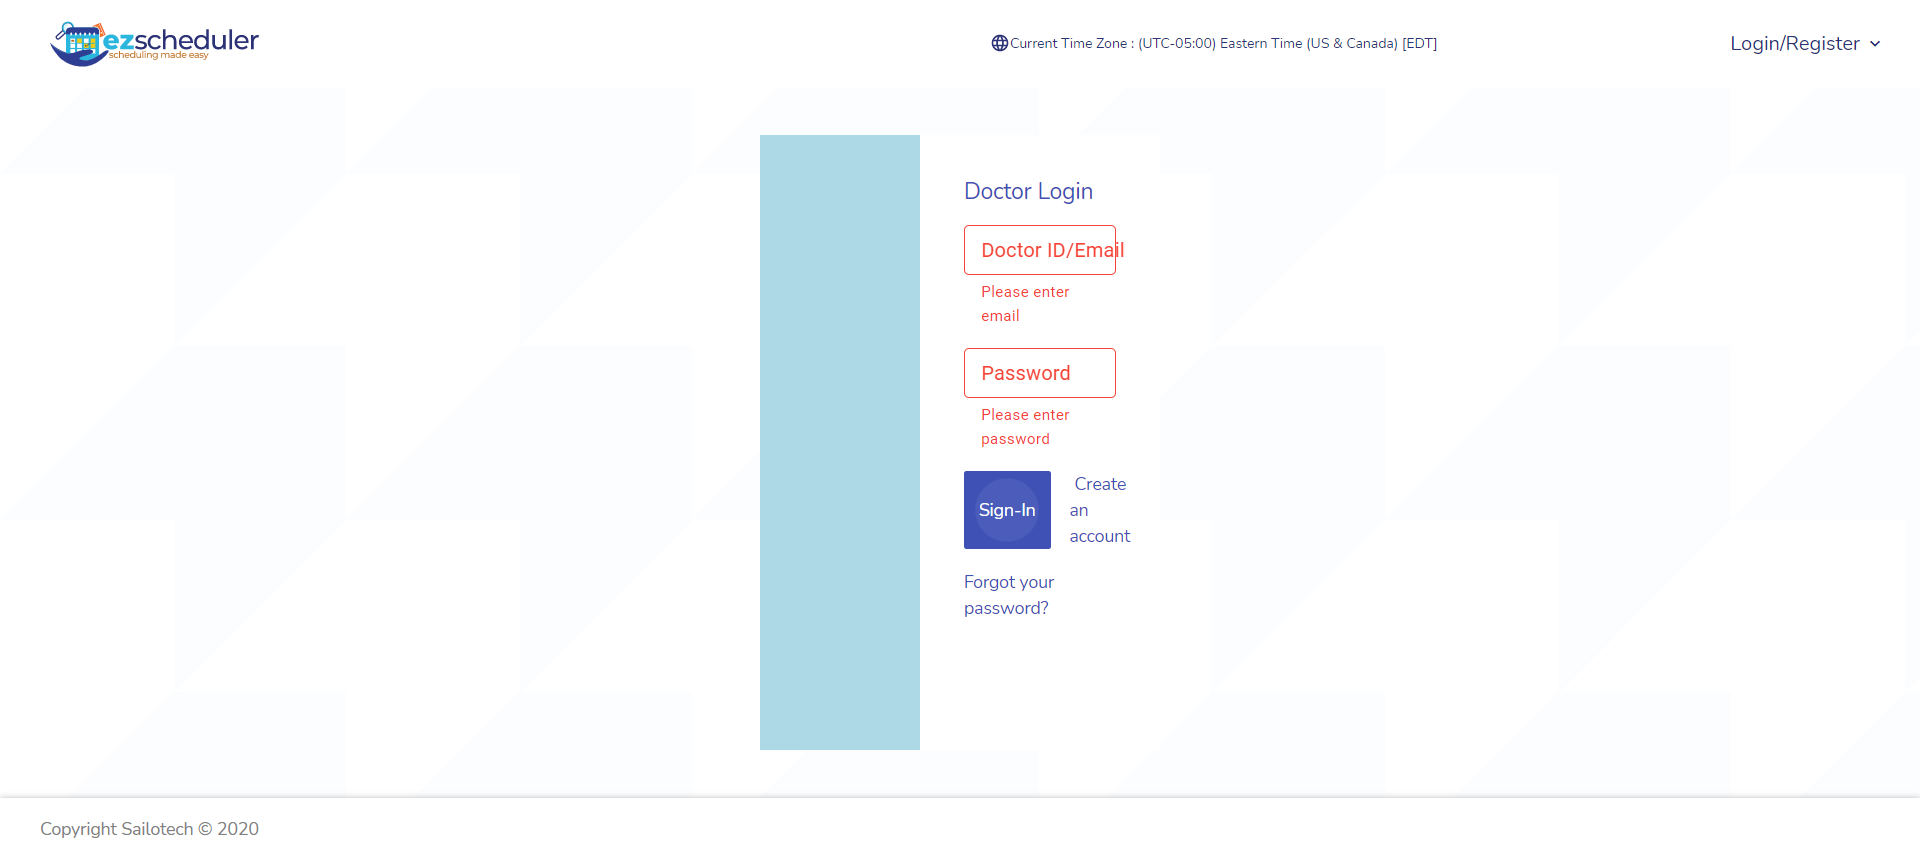 ezscheduler
scheduling made easy
Current Time Zone : (UTC-05:00) Eastern Time (US & Canada) [EDT]
Login/Register
Doctor Login
Doctor ID/Email
Please enter
email
Password
Please enter
password
Sign-In
Create
an
account
Forgot your
password?
Copyright Sailotech © 2020